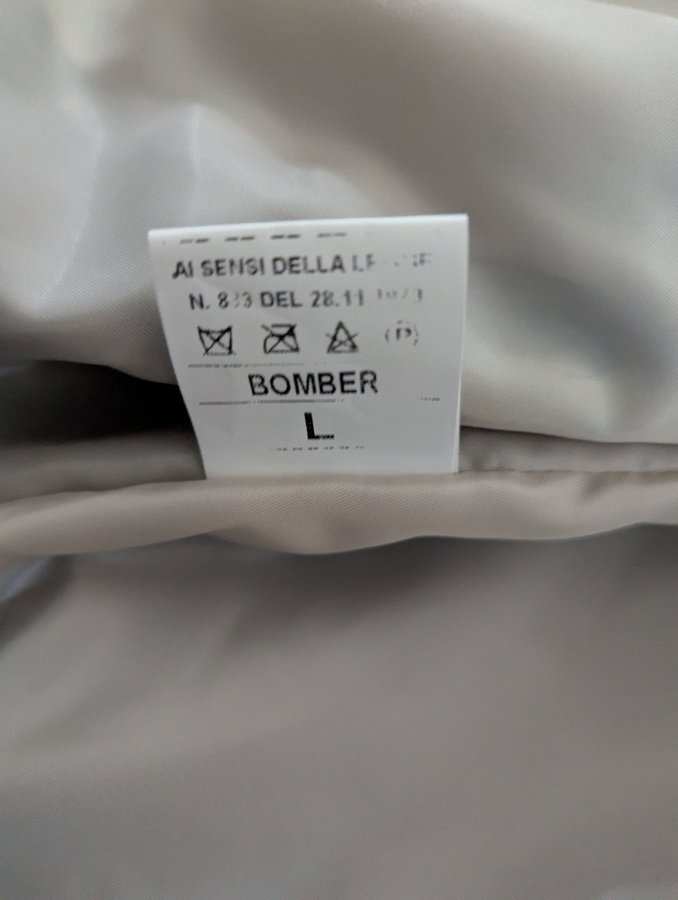 AI SENSI DELLA
N. DEL 28.11
BOMBER
L